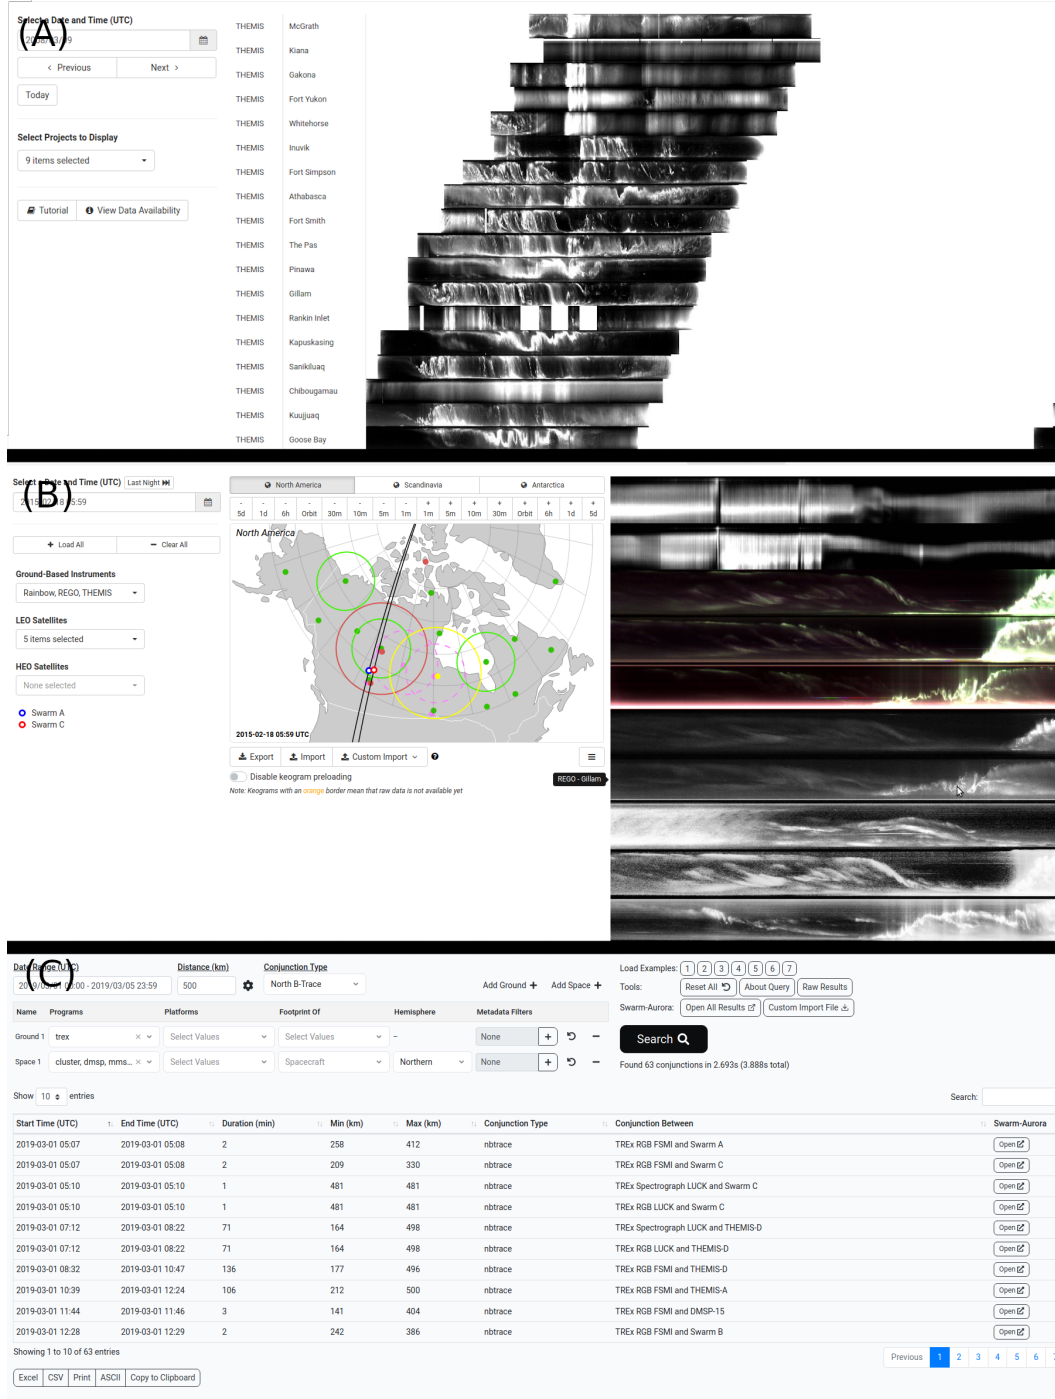 (A)
Select a Date and Time (UTC)
< Previous Next >
Today
Select Projects to Display
9 items selected
Tutorial View Data Availability
THEMIS McGrath
THEMIS Kiana
THEMIS Gakona
THEMIS Fort Yukon
THEMIS Whitehorse
THEMIS Inuvik
THEMIS Fort Simpson
THEMIS Athabasca
THEMIS Fort Smith
THEMIS The Pas
THEMIS Pinawa
THEMIS Gillam
THEMIS Rankin Inlet
THEMIS Kapuskasing
THEMIS Sanikiluaq
THEMIS Chibougamau
THEMIS Kuujjuaq
THEMIS Goose Bay
(B)
Select a Date and Time (UTC) Last Night
2015-02-18 05:59
+ Load All − Clear All
Ground-Based Instruments
Rainbow, REGO, THEMIS
LEO Satellites
5 items selected
HEO Satellites
None selected
Swarm A
Swarm C
North America Scandinavia Antarctica
- - - - - - - - + + + + + + + +
5d 1d 6h Orbit 30m 10m 5m 1m 1m 5m 10m 30m Orbit 6h 1d 5d
North America
2015-02-18 05:59 UTC
Export Import Custom Import
Disable keogram preloading
Note: Keograms with an orange border mean that raw data is not available yet
REGO - Gillam
(C)
Date Range (UTC) Distance (km) Conjunction Type
2019/03/01 00:00 - 2019/03/05 23:59 500 North B-Trace Add Ground + Add Space +
Name Programs Platforms Footprint Of Hemisphere Metadata Filters
Ground 1 trex × Select Values Select Values – None + −
Space 1 cluster, dmsp, mms... × Select Values Spacecraft Northern None + −
Load Examples: 1 2 3 4 5 6 7
Tools: Reset All About Query Raw Results
Swarm-Aurora: Open All Results Custom Import File
Search
Found 63 conjunctions in 2.693s (3.888s total)
Show 10 entries Search:
Start Time (UTC) End Time (UTC) Duration (min) Min (km) Max (km) Conjunction Type Conjunction Between Swarm-Aurora
2019-03-01 05:07 2019-03-01 05:08 2 258 412 nbtrace TREx RGB FSMI and Swarm A Open
2019-03-01 05:07 2019-03-01 05:08 2 209 330 nbtrace TREx RGB FSMI and Swarm C Open
2019-03-01 05:10 2019-03-01 05:10 1 481 481 nbtrace TREx Spectrograph LUCK and Swarm C Open
2019-03-01 05:10 2019-03-01 05:10 1 481 481 nbtrace TREx RGB LUCK and Swarm C Open
2019-03-01 07:12 2019-03-01 08:22 71 164 498 nbtrace TREx Spectrograph LUCK and THEMIS-D Open
2019-03-01 07:12 2019-03-01 08:22 71 164 498 nbtrace TREx RGB LUCK and THEMIS-D Open
2019-03-01 08:32 2019-03-01 10:47 136 177 496 nbtrace TREx RGB FSMI and THEMIS-D Open
2019-03-01 10:39 2019-03-01 12:24 106 212 500 nbtrace TREx RGB FSMI and THEMIS-A Open
2019-03-01 11:44 2019-03-01 11:46 3 141 404 nbtrace TREx RGB FSMI and DMSP-15 Open
2019-03-01 12:28 2019-03-01 12:29 2 242 386 nbtrace TREx RGB FSMI and Swarm B Open
Showing 1 to 10 of 63 entries
Previous 1 2 3 4 5 6 7
Excel CSV Print ASCII Copy to Clipboard